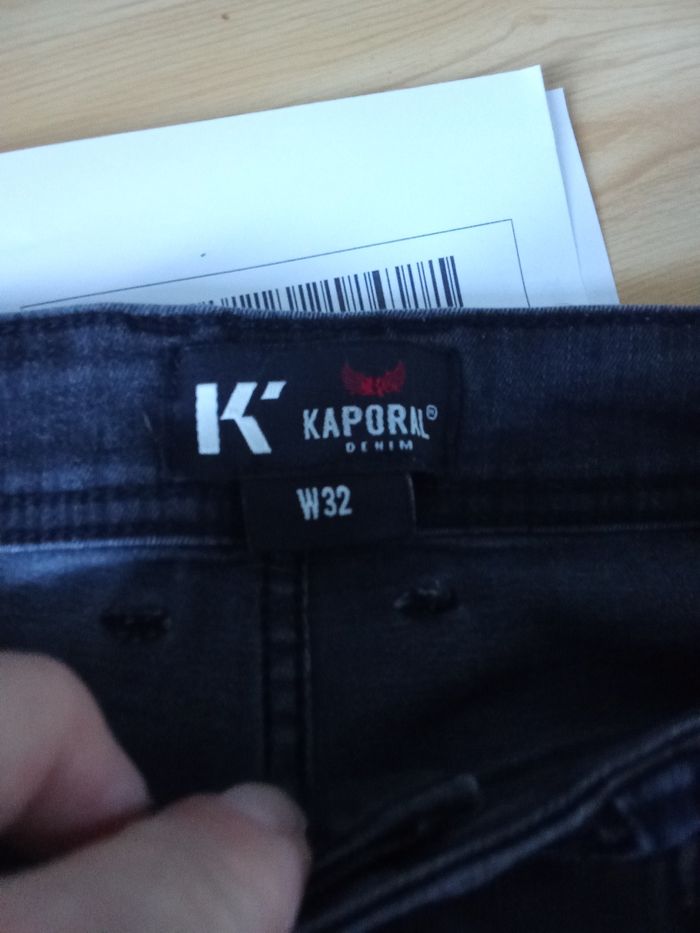 K
KAPORAL®
DENIM
W32